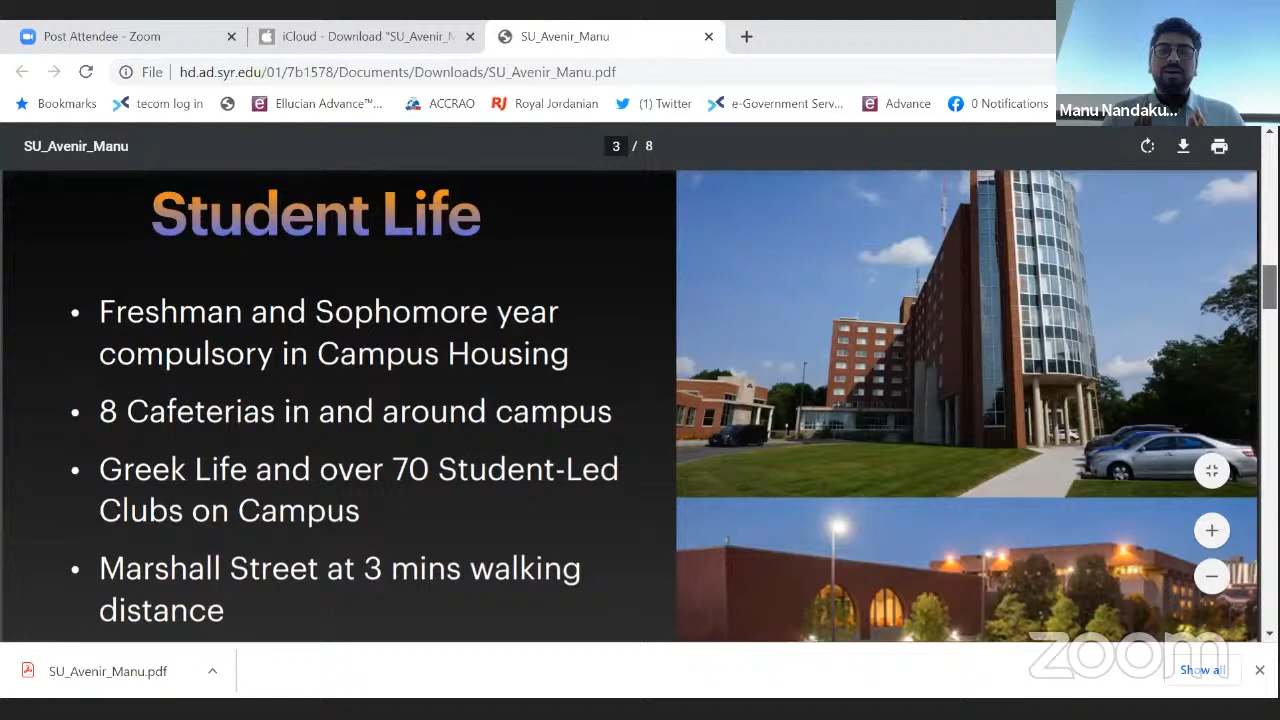 Post Attendee - Zoom
iCloud - Download "SU_Avenir_M
SU_Avenir_Manu
File
hd.ad.syr.edu/01/7b1578/Documents/Downloads/SU_Avenir_Manu.pdf
Bookmarks
tecom log in
Ellucian Advance™...
ACCRAO
Royal Jordanian
(1) Twitter
e-Government Serv...
Advance
0 Notifications
Manu Nandaku...
SU_Avenir_Manu
3 / 8
Student Life
• Freshman and Sophomore year
compulsory in Campus Housing
• 8 Cafeterias in and around campus
• Greek Life and over 70 Student-Led
Clubs on Campus
• Marshall Street at 3 mins walking
distance
SU_Avenir_Manu.pdf
Show all
zoom